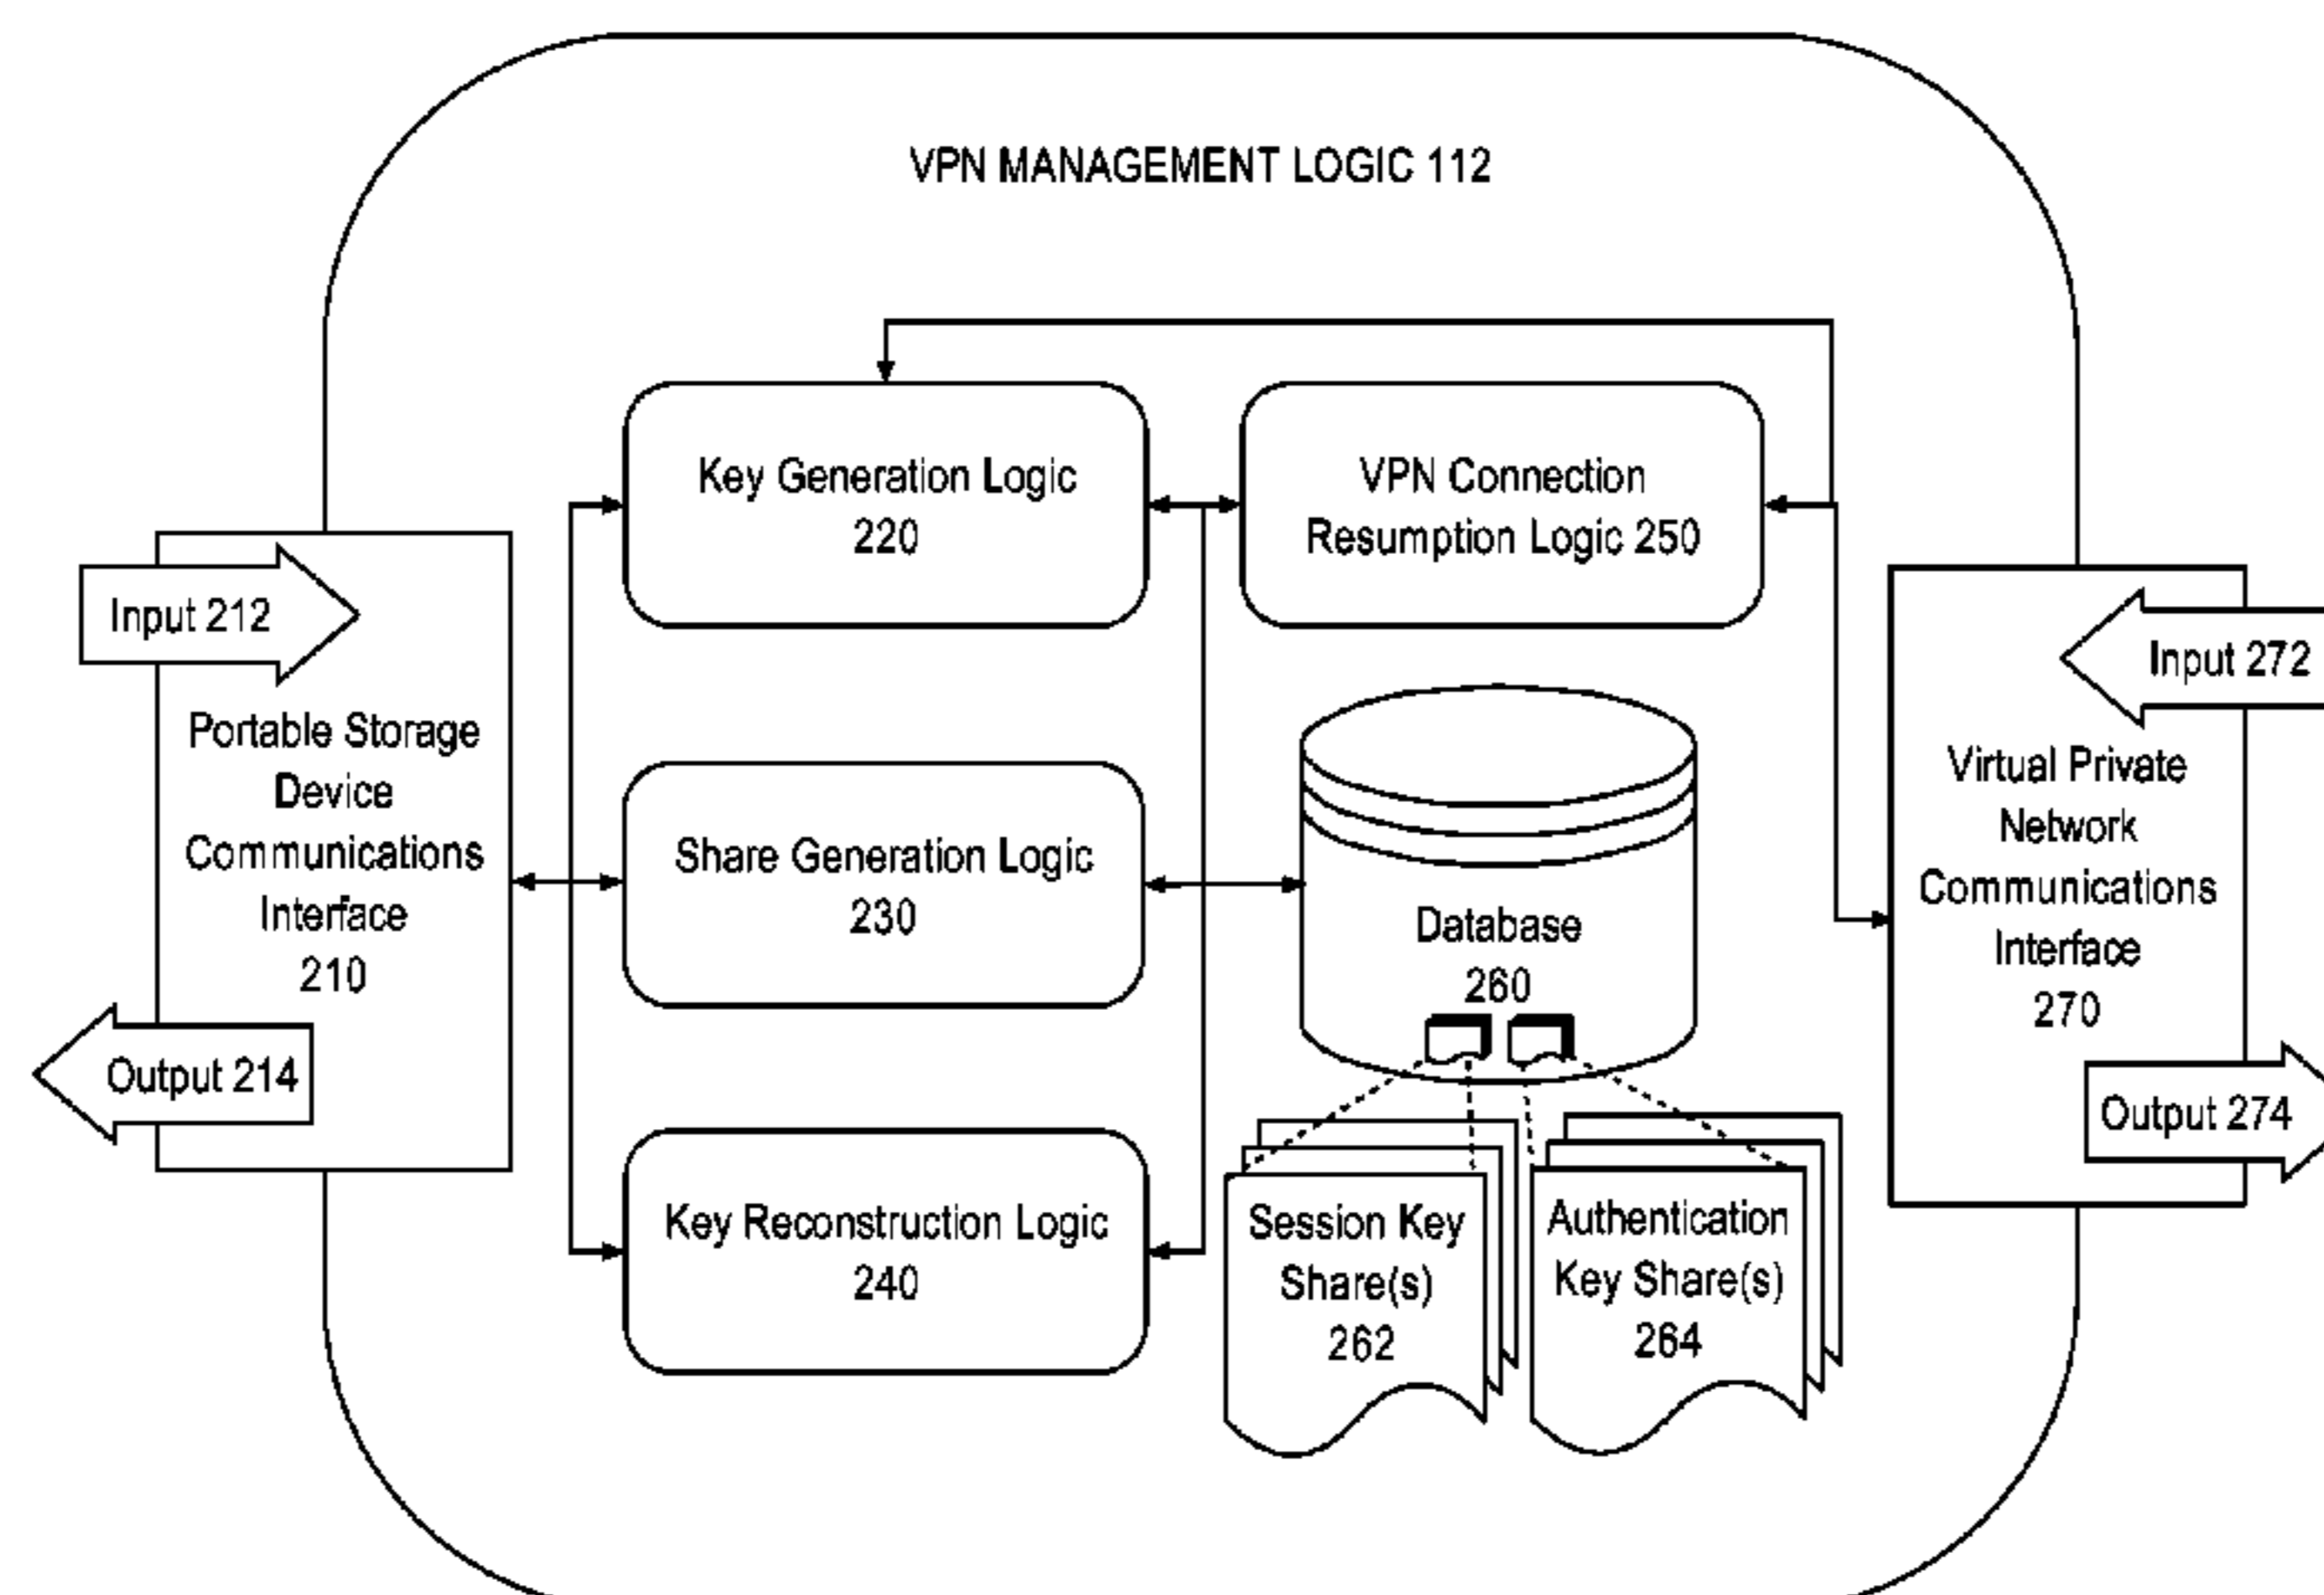 VPN MANAGEMENT LOGIC 112
Key Generation Logic
220
VPN Connection
Resumption Logic 250
Input 212
Portable Storage
Device
Communications
Interface
210
Output 214
Share Generation Logic
230
Key Reconstruction Logic
240
Database
260
Session Key
Share(s)
262
Authentication
Key Share(s)
264
Input 272
Virtual Private
Network
Communications
Interface
270
Output 274